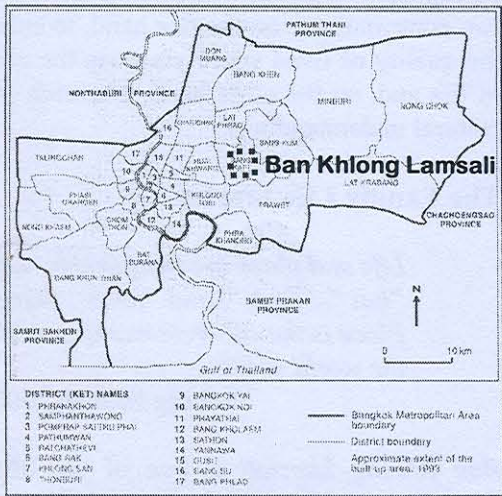 PATHUM THANI
PROVINCE
NONTHABURI
PROVINCE
DON
MUANG
BANG KHEN
MINBURI
NONG CHOK
LAT
PHRAO
BANG KUM
TALINGCHAN
HUAI
KHWANG
BANG
KAPI
Ban Khlong Lamsali
LAT KRABANG
PHASI
CHAROEN
KHLONG
TOEI
PRAWET
NONG KHAEM
CHOM
THON
PHRA
KHANONG
CHACHOENGSAO
PROVINCE
RAT
BURANA
BANG KHUN THIAN
SAMUT PRAKAN
PROVINCE
SAMUT SAKHON
PROVINCE
N
0 10 km
Gulf of Thailand
DISTRICT (KET) NAMES
1 PHRANAKHON
2 SAMPHANTHAWONG
3 POMPRAP SATTRU PHAI
4 PATHUMWAN
5 RATCHATHEVI
6 BANG RAK
7 KHLONG SAN
8 THONBURI
9 BANGKOK YAI
10 BANGKOK NOI
11 PHAYATHAI
12 BANG KHOLAEM
13 SATHON
14 YANNAWA
15 DUSIT
16 BANG SU
17 BANG PHLAD
Bangkok Metropolitan Area
boundary
District boundary
Approximate extent of the
built-up area, 1993